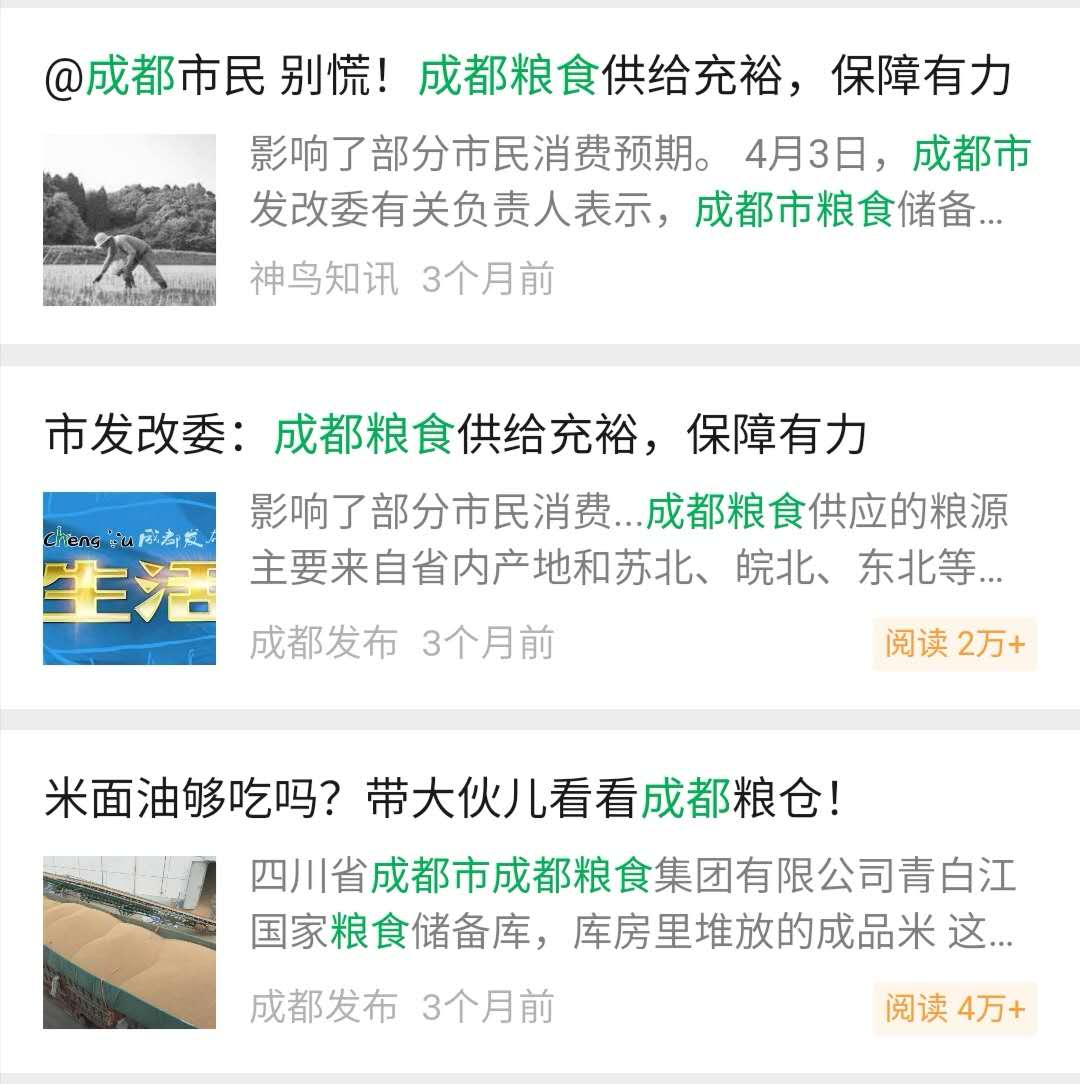 @成都市民 别慌！成都粮食供给充裕，保障有力
影响了部分市民消费预期。 4月3日，成都市
发改委有关负责人表示，成都市粮食储备...
神鸟知讯 3个月前
市发改委：成都粮食供给充裕，保障有力
影响了部分市民消费...成都粮食供应的粮源
主要来自省内产地和苏北、皖北、东北等...
生活
成都发布 3个月前
阅读 2万+
米面油够吃吗？带大伙儿看看成都粮仓！
四川省成都市成都粮食集团有限公司青白江
国家粮食储备库，库房里堆放的成品米 这...
成都发布 3个月前
阅读 4万+